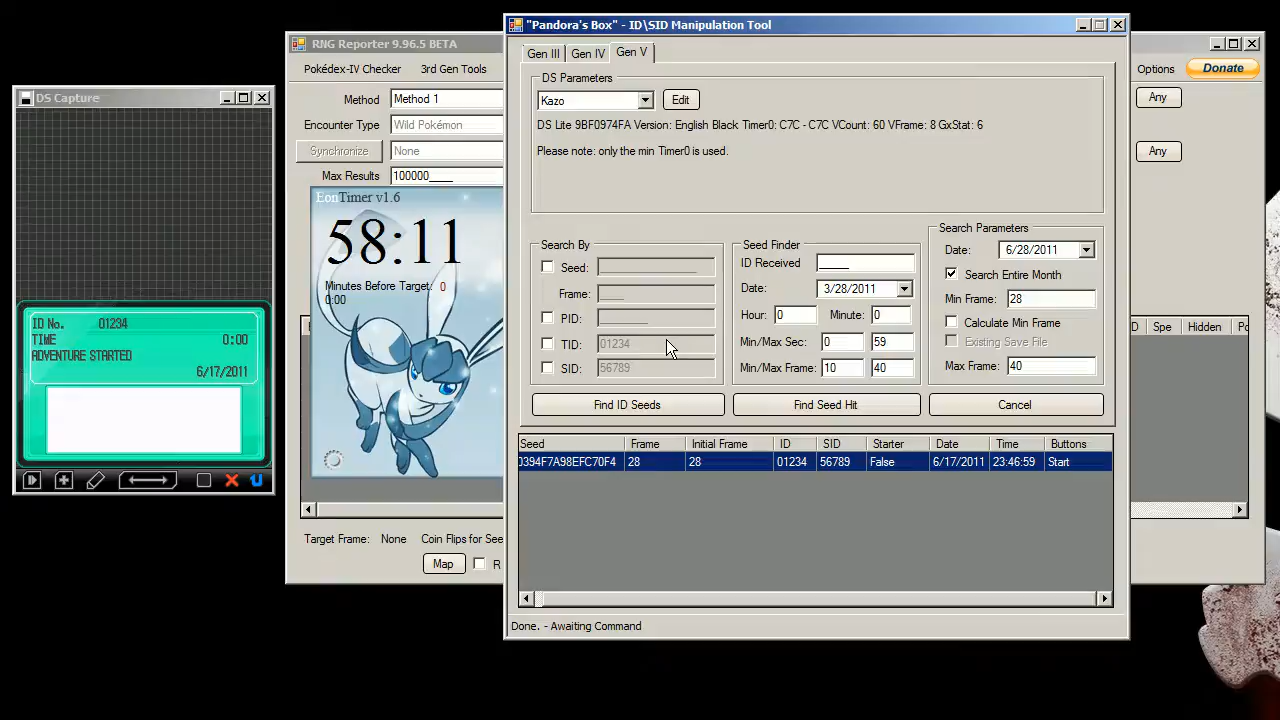 "Pandora's Box" - ID\SID Manipulation Tool
RNG Reporter 9.96.5 BETA
Pokédex-IV Checker 3rd Gen Tools
Options Donate
Method Method 1
Encounter Type Wild Pokémon
Synchronize None
Max Results 100000____
Any
Any
DS Capture
ID No. 01234
TIME 0:00
ADVENTURE STARTED
6/17/2011
EonTimer v1.6
58:11
Minutes Before Target: 0
0:00
Gen III Gen IV Gen V
DS Parameters
Kazo Edit
DS Lite 9BF0974FA Version: English Black Timer0: C7C - C7C VCount: 60 VFrame: 8 GxStat: 6
Please note: only the min Timer0 is used.
Search By
Seed:
Frame:
PID:
TID: 01234
SID: 56789
Find ID Seeds
Seed Finder
ID Received
Date: 3/28/2011
Hour: 0 Minute: 0
Min/Max Sec: 0 59
Min/Max Frame: 10 40
Find Seed Hit
Search Parameters
Date: 6/28/2011
Search Entire Month
Min Frame: 28
Calculate Min Frame
Existing Save File
Max Frame: 40
Cancel
Seed Frame Initial Frame ID SID Starter Date Time Buttons
0394F7A98EFC70F4 28 28 01234 56789 False 6/17/2011 23:46:59 Start
Done. - Awaiting Command
D Spe Hidden Po
Target Frame: None Coin Flips for See
Map R